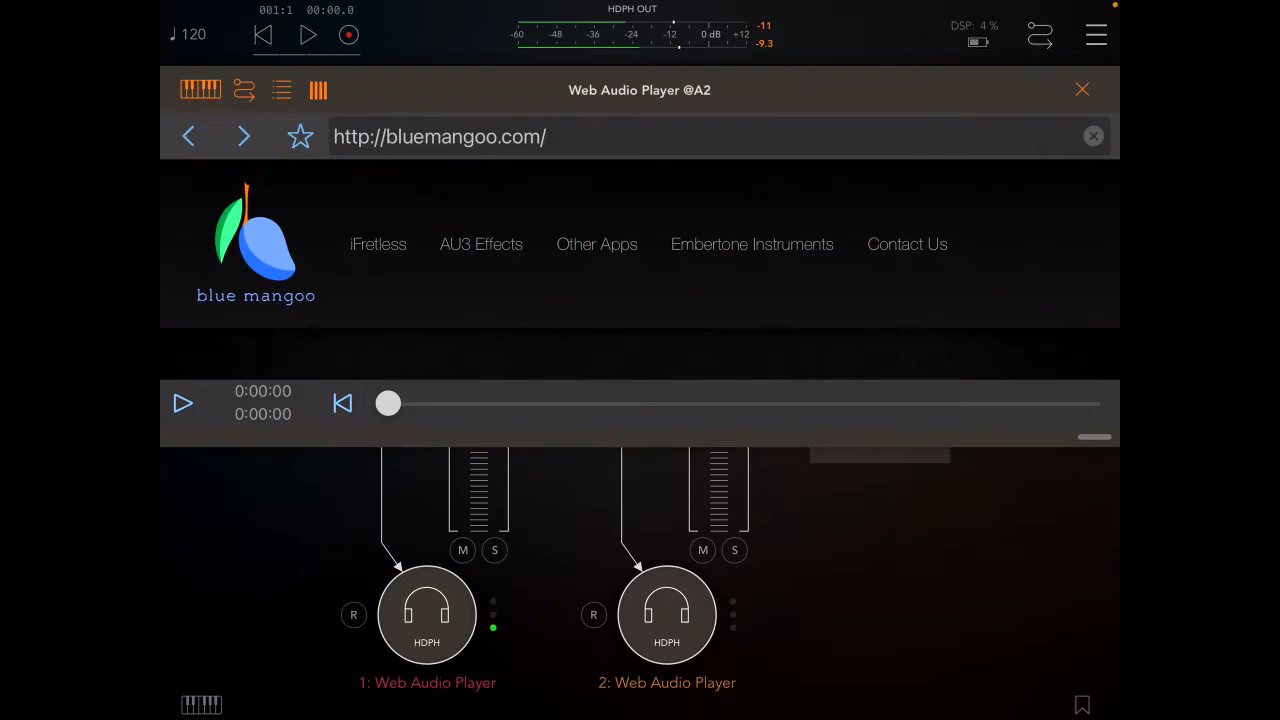 001:1 00:00.0
HDPH OUT
♩ 120
-60 -48 -36 -24 -12 0 dB +12
-11
-9.3
DSP: 4 %
Web Audio Player @A2
http://bluemangoo.com/
iFretless AU3 Effects Other Apps Embertone Instruments Contact Us
blue mangoo
0:00:00
0:00:00
M S M S
R R
HDPH HDPH
1: Web Audio Player 2: Web Audio Player